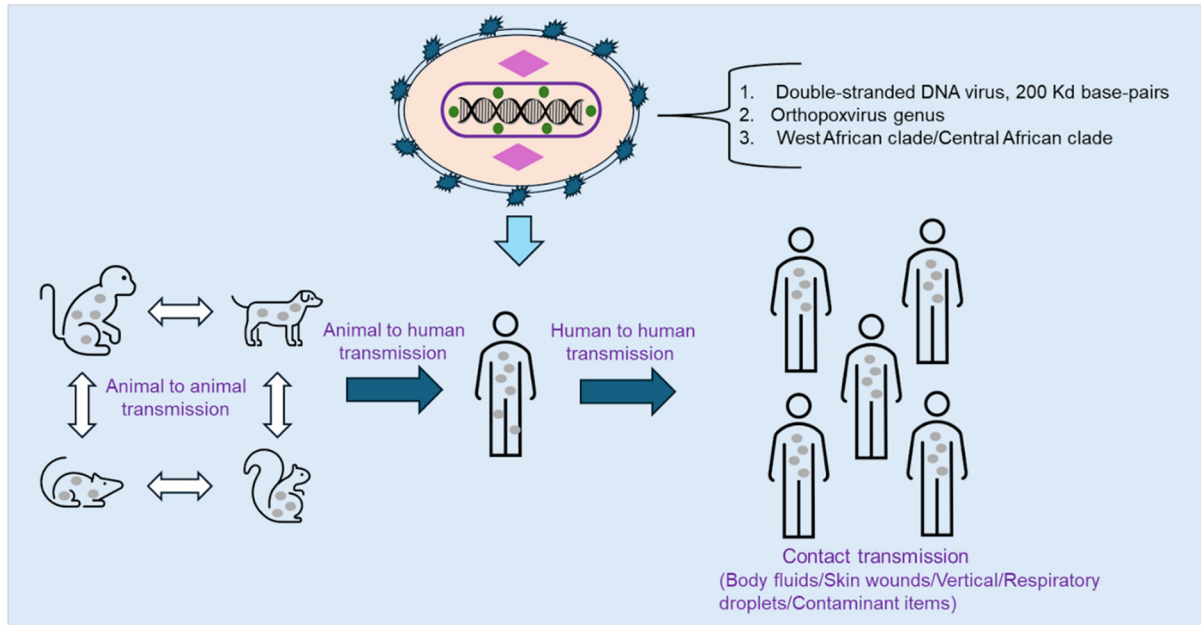 1. Double-stranded DNA virus, 200 Kd base-pairs
2. Orthopoxvirus genus
3. West African clade/Central African clade
Animal to animal
transmission
Animal to human
transmission
Human to human
transmission
Contact transmission
(Body fluids/Skin wounds/Vertical/Respiratory
droplets/Contaminant items)